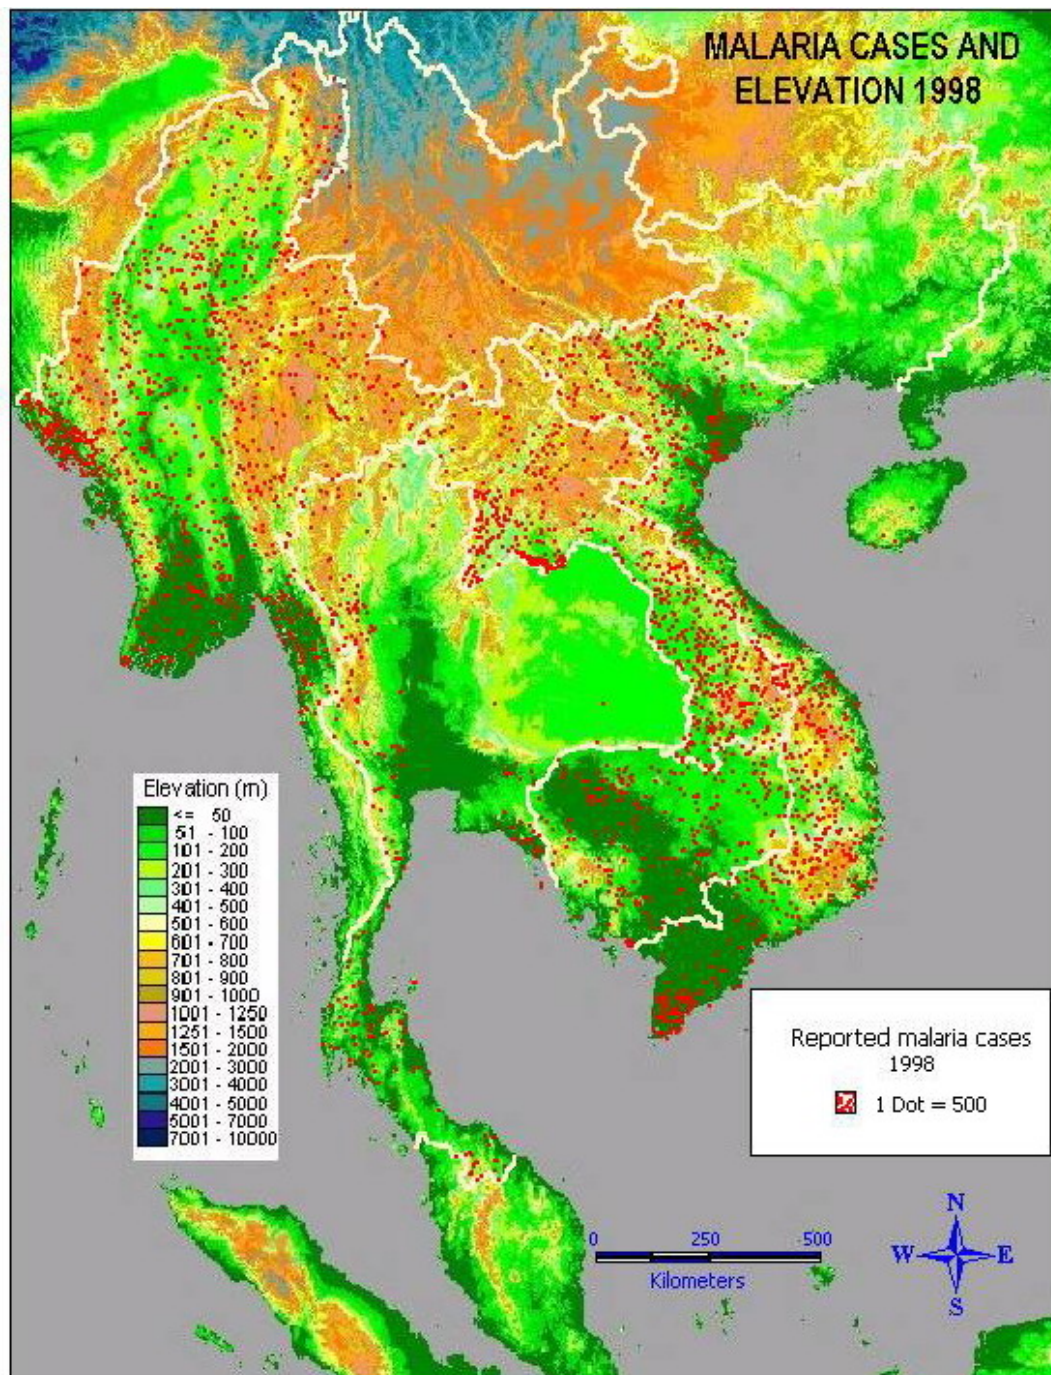 MALARIA CASES AND
ELEVATION 1998
Elevation (m)
<= 50
51 - 100
101 - 200
201 - 300
301 - 400
401 - 500
501 - 600
601 - 700
701 - 800
801 - 900
901 - 1000
1001 - 1250
1251 - 1500
1501 - 2000
2001 - 3000
3001 - 4000
4001 - 5000
5001 - 7000
7001 - 10000
Reported malaria cases
1998
1 Dot = 500
0 250 500
Kilometers
N
W E
S